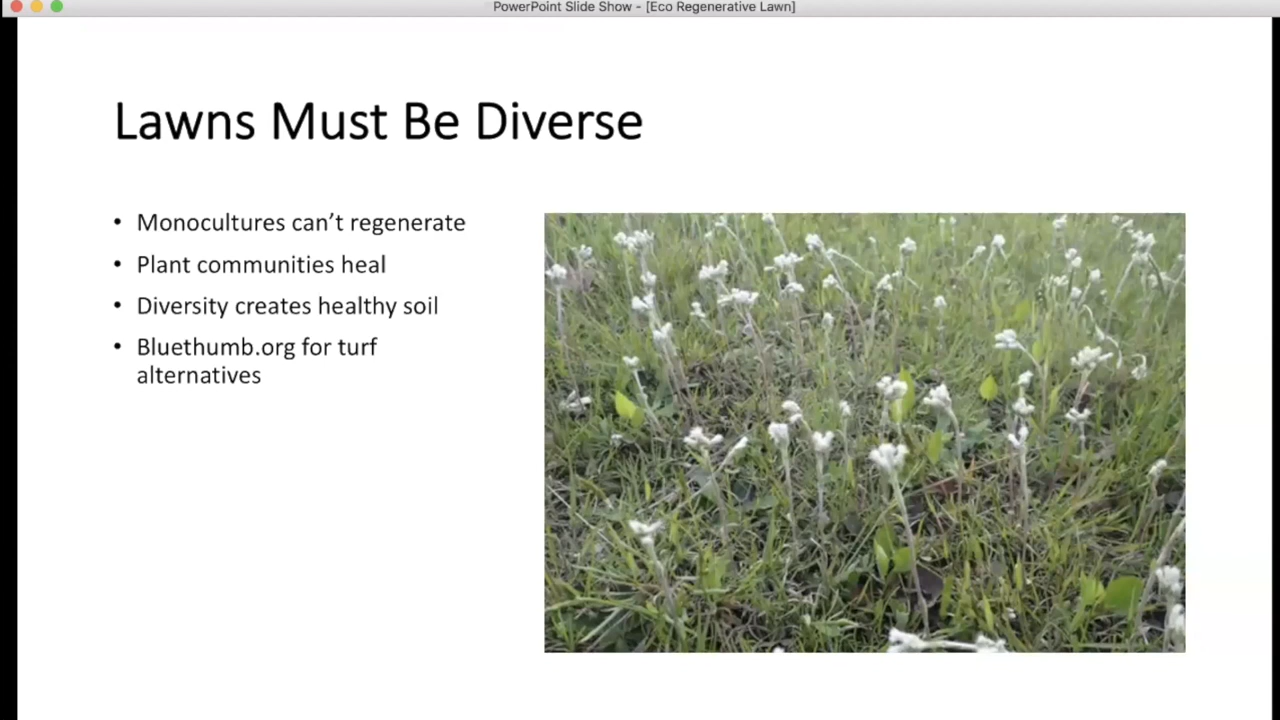 PowerPoint Slide Show - [Eco Regenerative Lawn]
Lawns Must Be Diverse
• Monocultures can’t regenerate
• Plant communities heal
• Diversity creates healthy soil
• Bluethumb.org for turf
alternatives